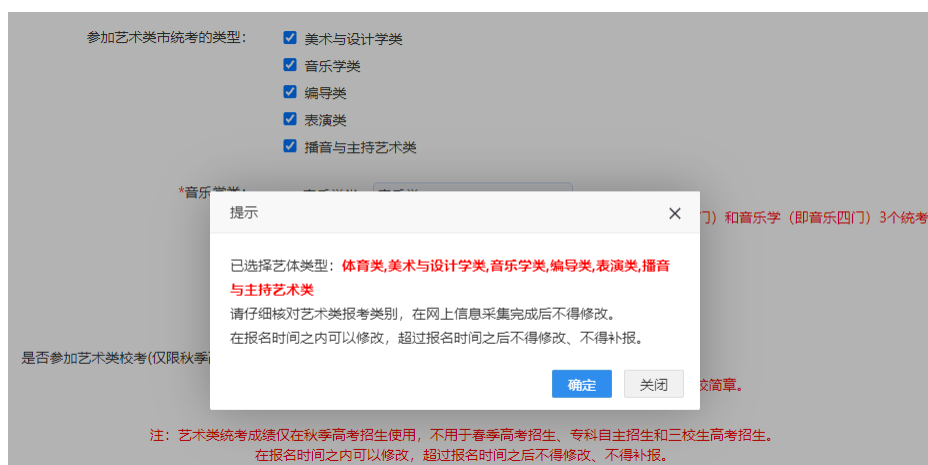 参加艺术类市统考的类型：
美术与设计学类
音乐学类
编导类
表演类
播音与主持艺术类
*音乐学类：
门）和音乐学（即音乐四门）3个统考
提示
已选择艺体类型：体育类,美术与设计学类,音乐学类,编导类,表演类,播音
与主持艺术类
请仔细核对艺术类报考类别，在网上信息采集完成后不得修改。
在报名时间之内可以修改，超过报名时间之后不得修改、不得补报。
确定 关闭
是否参加艺术类校考(仅限秋季
校简章。
注：艺术类统考成绩仅在秋季高考招生使用，不用于春季高考招生、专科自主招生和三校生高考招生。
在报名时间之内可以修改，超过报名时间之后不得修改、不得补报。